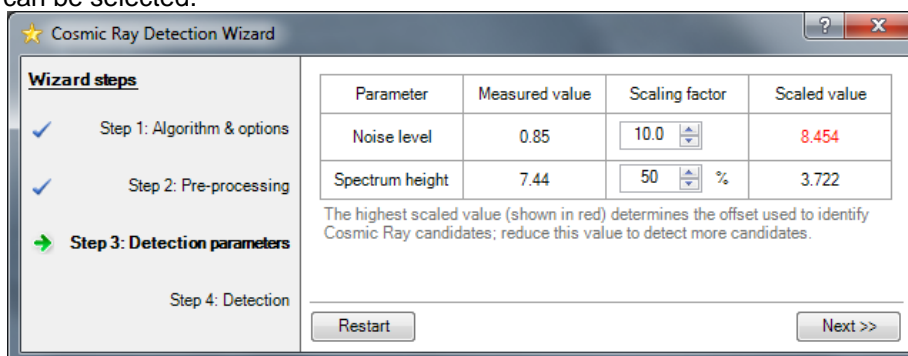 can be selected.
Cosmic Ray Detection Wizard
?
x
Wizard steps
Step 1: Algorithm & options
Step 2: Pre-processing
Step 3: Detection parameters
Step 4: Detection
Parameter Measured value Scaling factor Scaled value
Noise level 0.85 10.0 8.454
Spectrum height 7.44 50 % 3.722
The highest scaled value (shown in red) determines the offset used to identify
Cosmic Ray candidates; reduce this value to detect more candidates.
Restart
Next >>